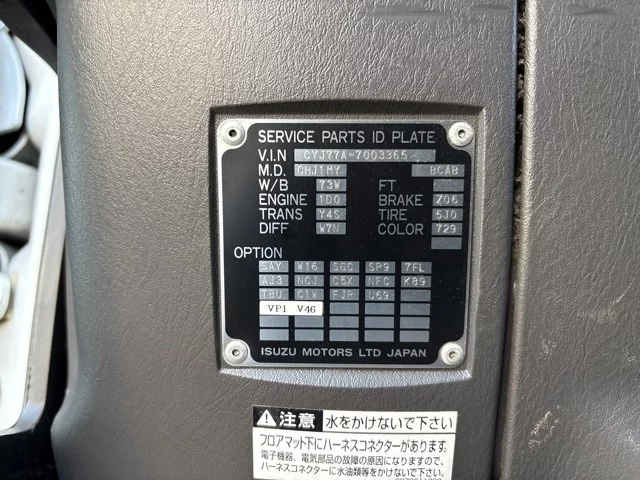 SERVICE PARTS ID PLATE
V.I.N CYJ77A-7003365
M.D. CHJ1MY BCAB
W/B 73W FT
ENGINE 1DO BRAKE Z06
TRANS Y4S TIRE 5J0
DIFF W7N COLOR 729
OPTION
SAY W16 SGC SP9 7FL
AJ3 NCJ C5X NFC K89
TBU C1W FJP U69
VP1 V46
ISUZU MOTORS LTD JAPAN
注意 水をかけないで下さい
フロアマット下にハーネスコネクターがあります。
電子機器、電気部品の故障の原因になりますので、
ハーネスコネクターに水油類等をかけないで下さい